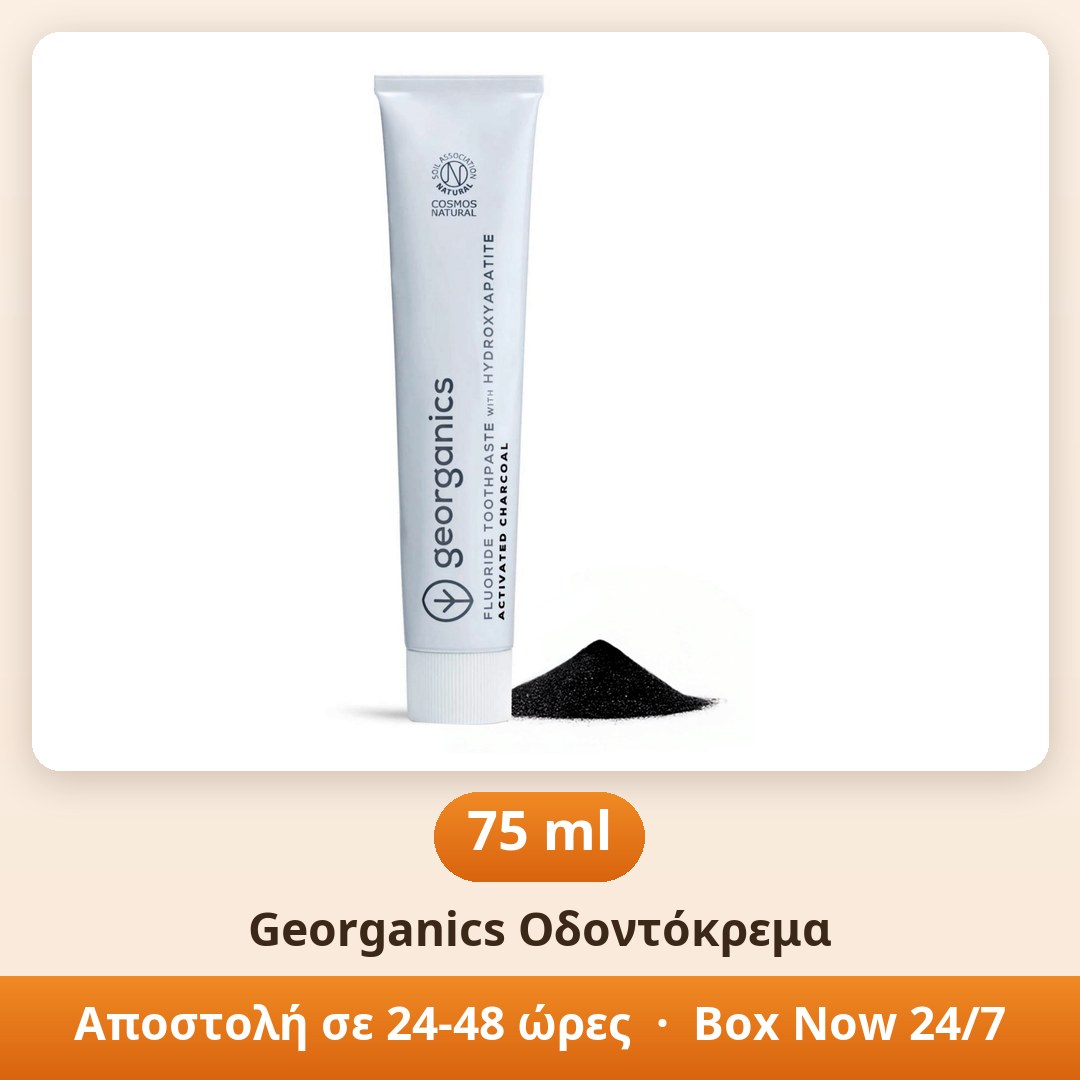 SOIL ASSOCIATION
NATURAL
COSMOS
NATURAL
georganics
FLUORIDE TOOTHPASTE WITH HYDROXYAPATITE
ACTIVATED CHARCOAL
75 ml
Georganics Οδοντόκρεμα
Αποστολή σε 24-48 ώρες · Box Now 24/7